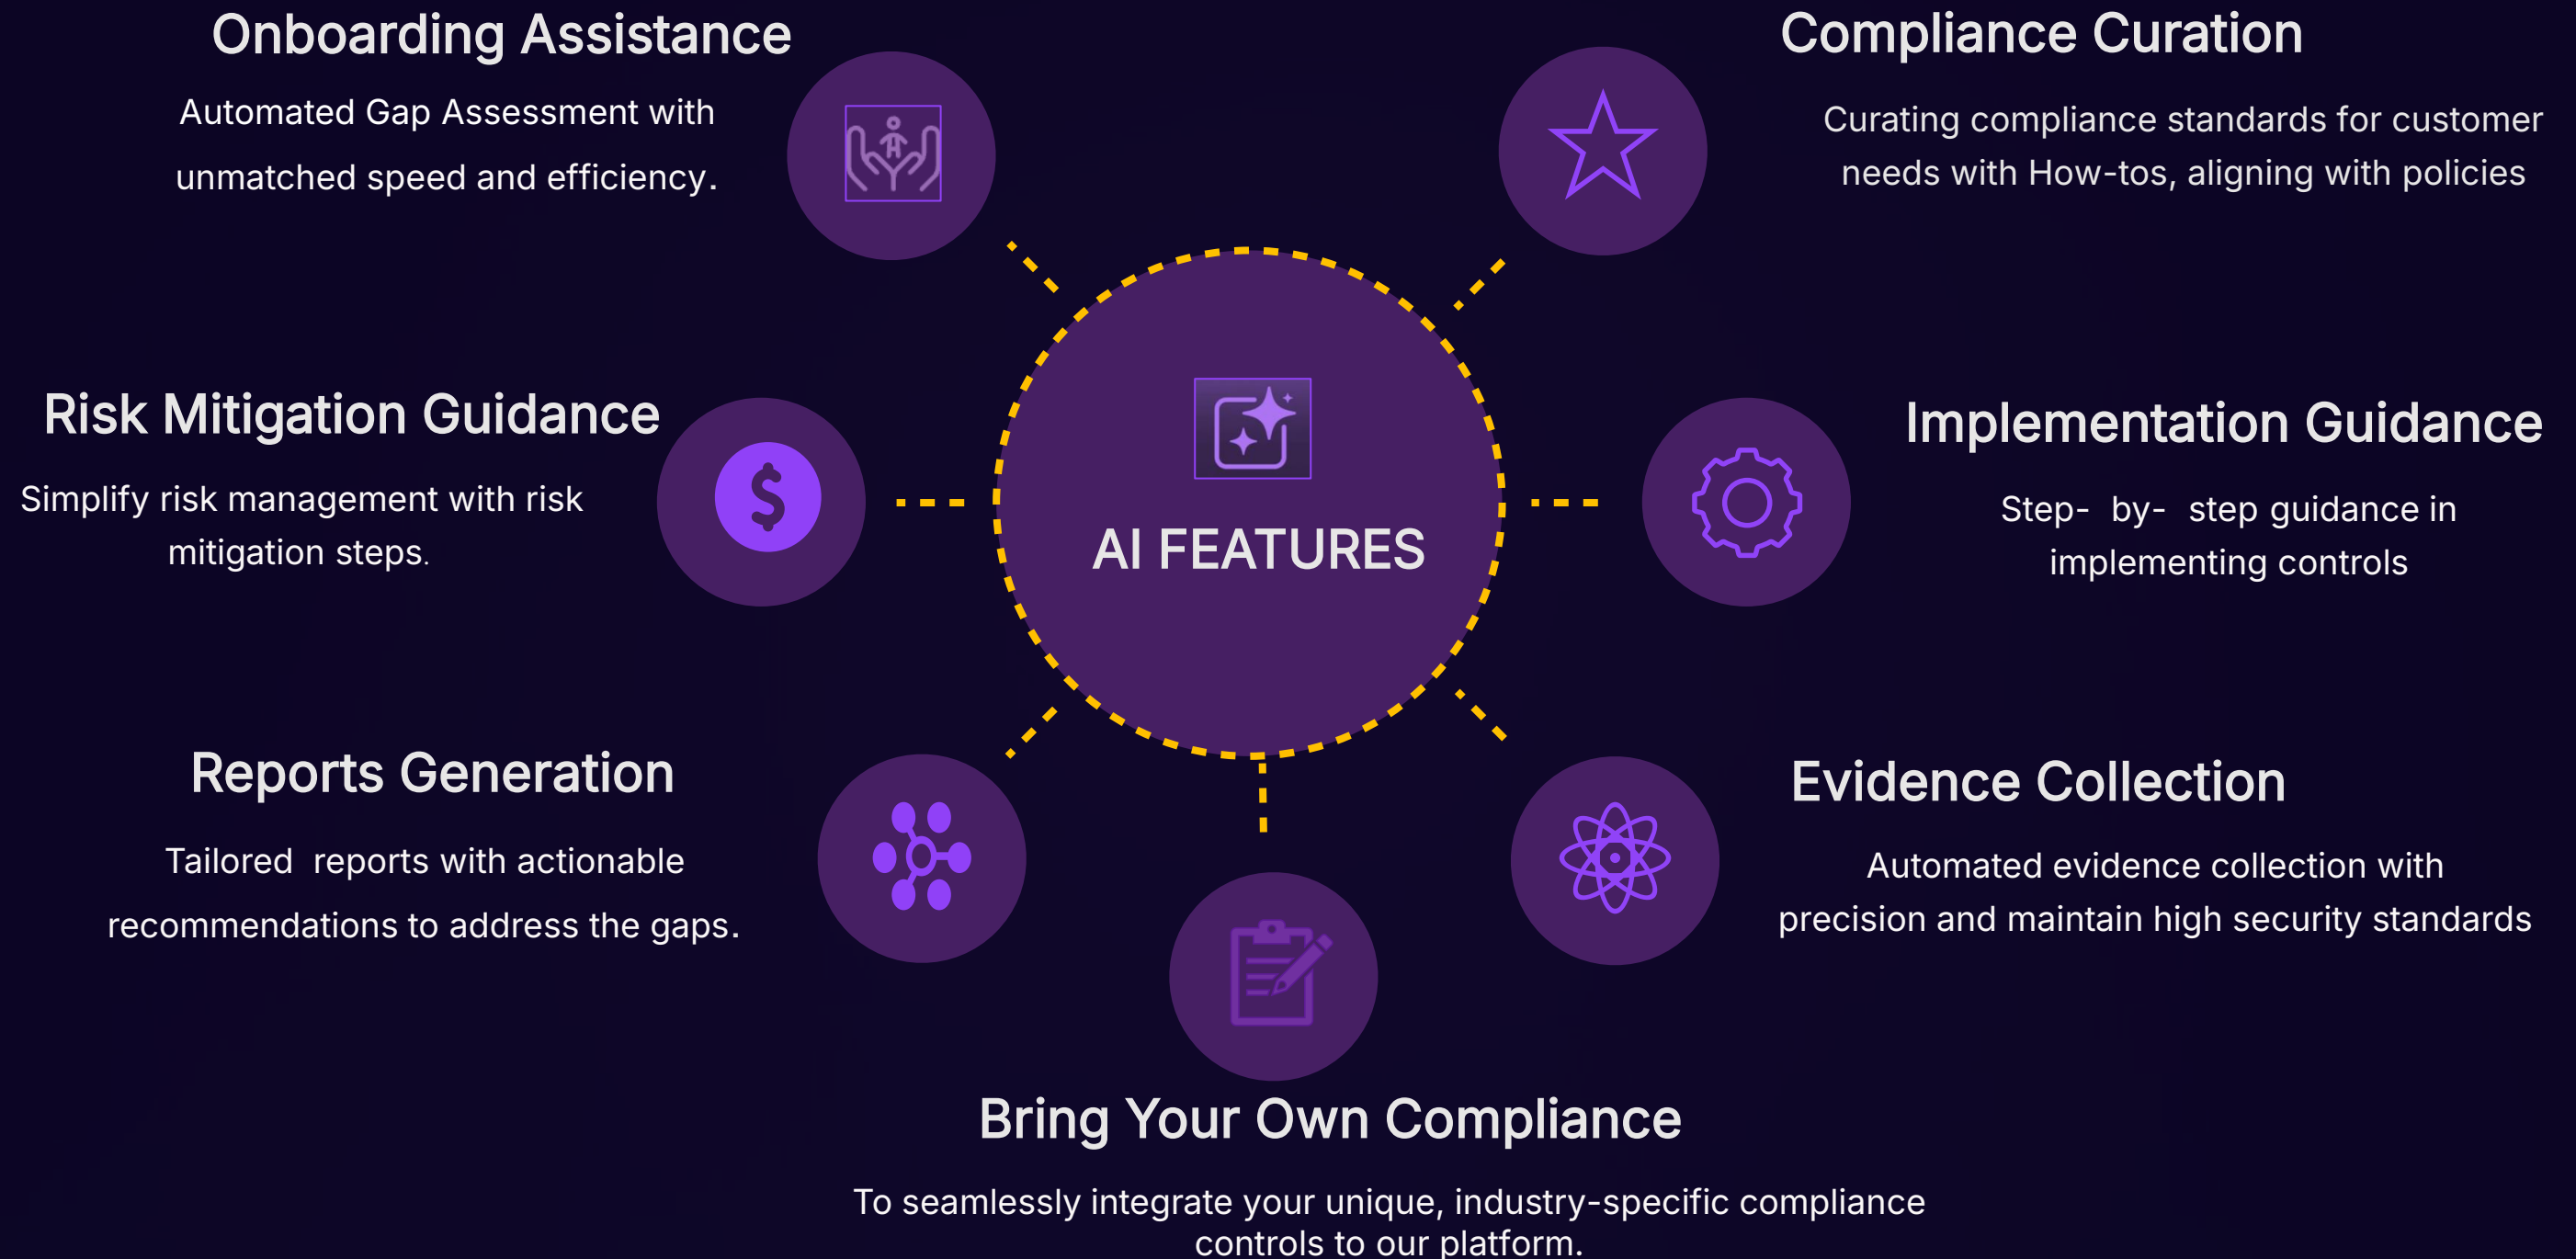 Onboarding Assistance
Automated Gap Assessment with
unmatched speed and efficiency.
Compliance Curation
Curating compliance standards for customer
needs with How-tos, aligning with policies
Risk Mitigation Guidance
Simplify risk management with risk
mitigation steps.
$
AI FEATURES
Implementation Guidance
Step-  by-  step guidance in
implementing controls
Reports Generation
Tailored  reports with actionable
recommendations to address the gaps.
Evidence Collection
Automated evidence collection with
precision and maintain high security standards
Bring Your Own Compliance
To seamlessly integrate your unique, industry-specific compliance
controls to our platform.